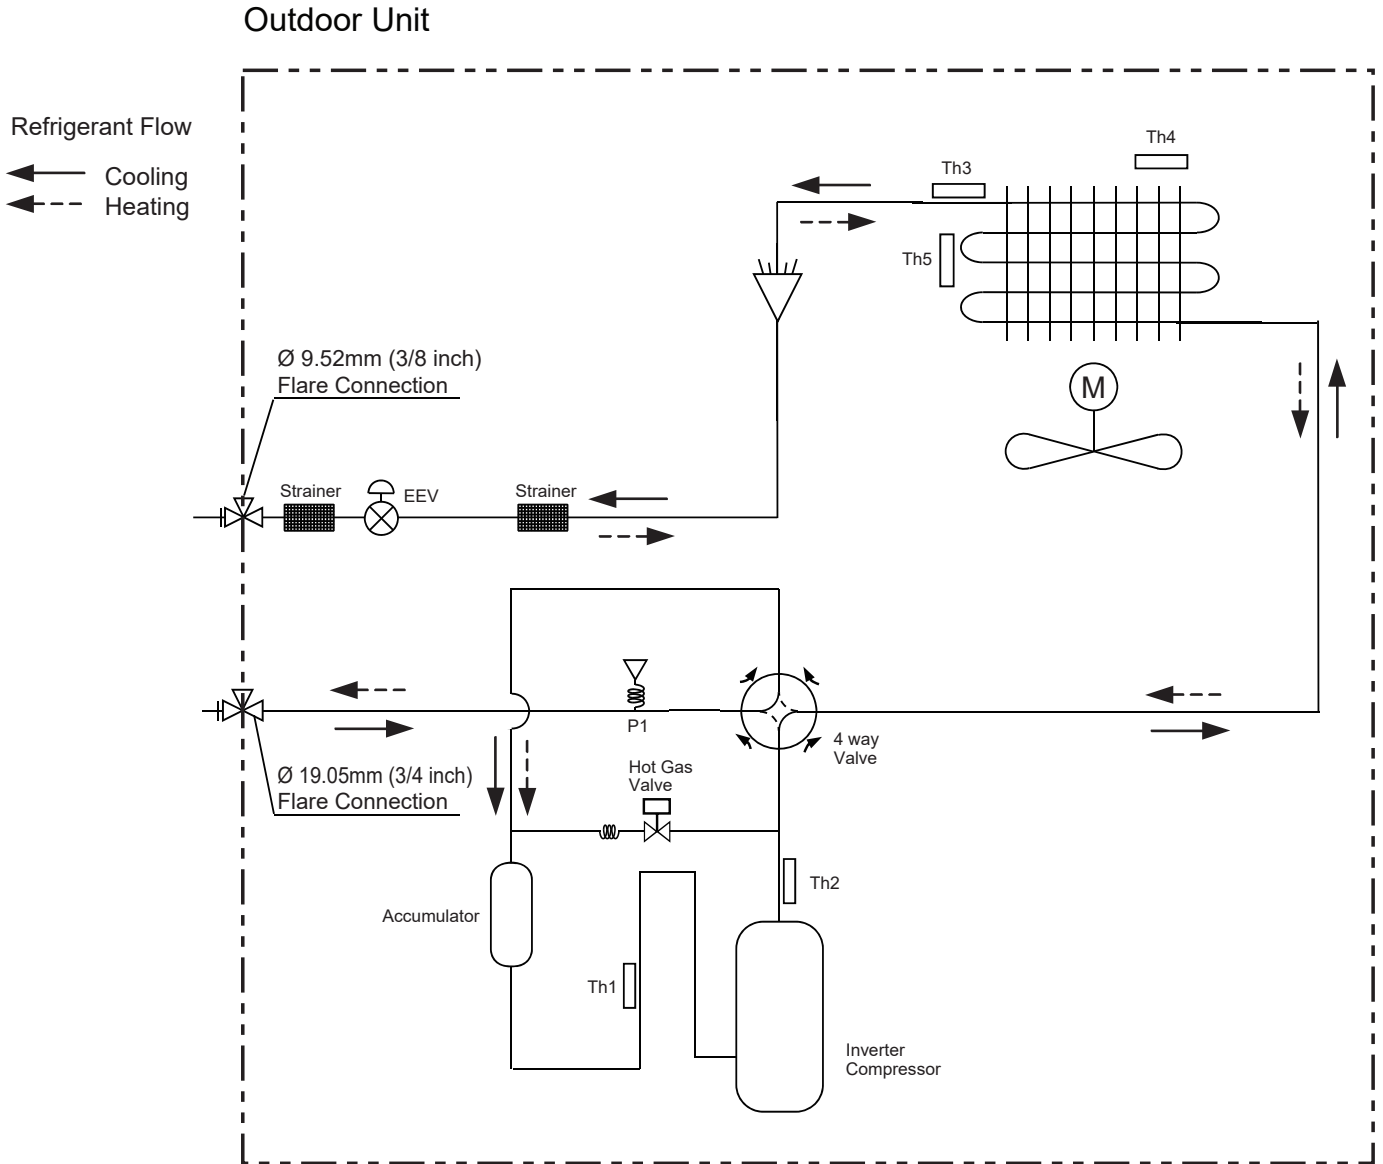 Outdoor Unit
Refrigerant Flow
Cooling
Heating
Th4
Th3
Th5
M
Ø 9.52mm (3/8 inch)
Flare Connection
Strainer
EEV
Strainer
P1
4 way
Valve
Ø 19.05mm (3/4 inch)
Flare Connection
Hot Gas
Valve
Th2
Accumulator
Th1
Inverter
Compressor